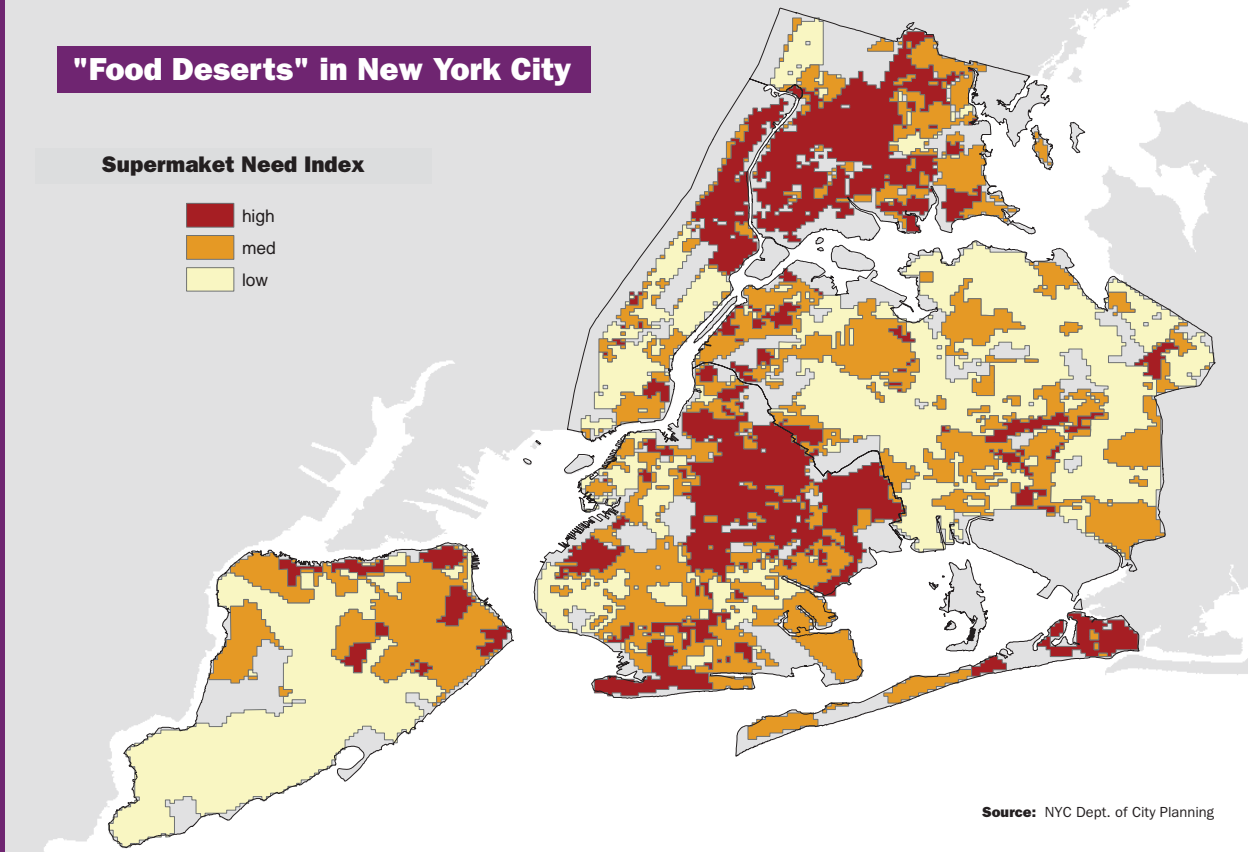 "Food Deserts" in New York City
Supermaket Need Index
high
med
low
Source: NYC Dept. of City Planning